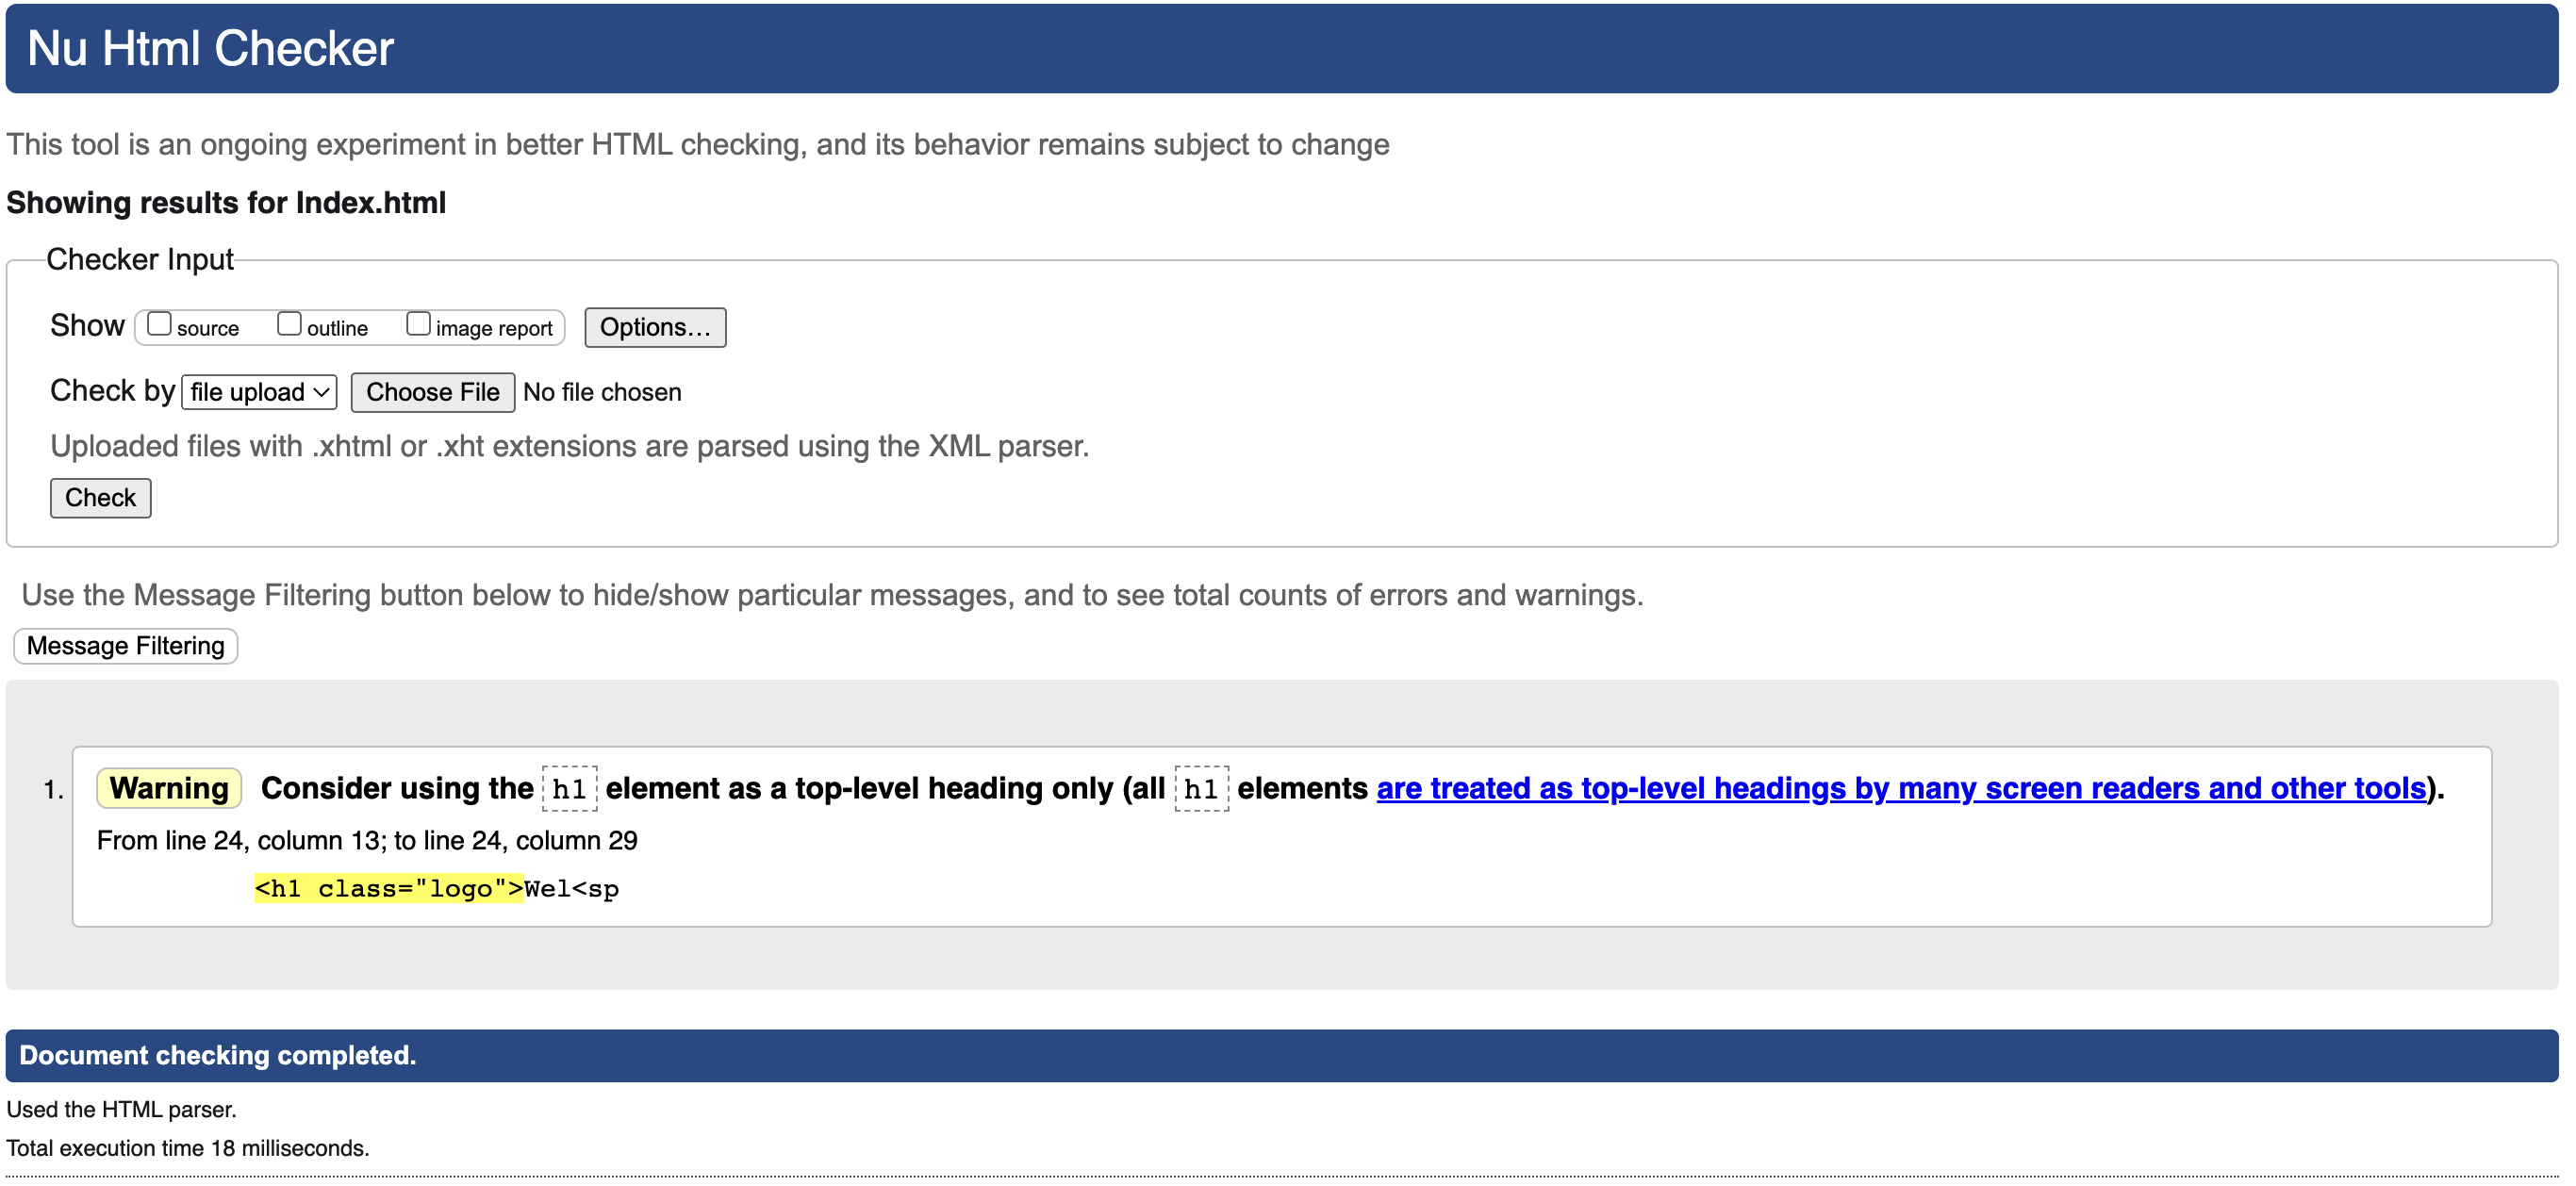 Nu Html Checker
This tool is an ongoing experiment in better HTML checking, and its behavior remains subject to change
Showing results for Index.html
Checker Input
Show source outline image report Options...
Check by file upload Choose File No file chosen
Uploaded files with .xhtml or .xht extensions are parsed using the XML parser.
Check
Use the Message Filtering button below to hide/show particular messages, and to see total counts of errors and warnings.
Message Filtering
1. Warning Consider using the h1 element as a top-level heading only (all h1 elements are treated as top-level headings by many screen readers and other tools).
From line 24, column 13; to line 24, column 29
<h1 class="logo">Wel<sp
Document checking completed.
Used the HTML parser.
Total execution time 18 milliseconds.